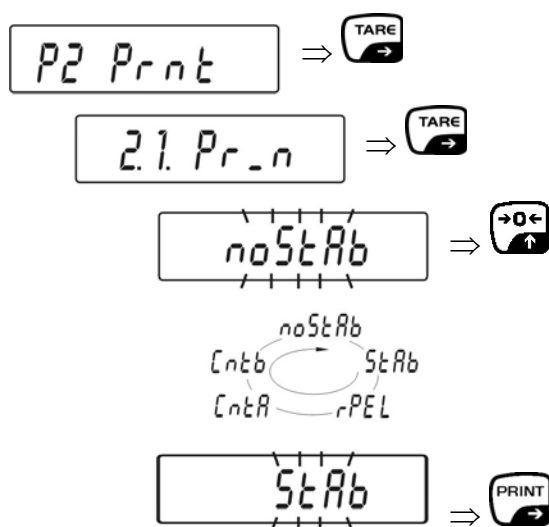 P2 Prnt ⇒ TARE
2.1. Pr_n ⇒ TARE
noStAb ⇒ →0←
noStAb
Cntb StAb
CntA rPEL
StAb ⇒ PRINT